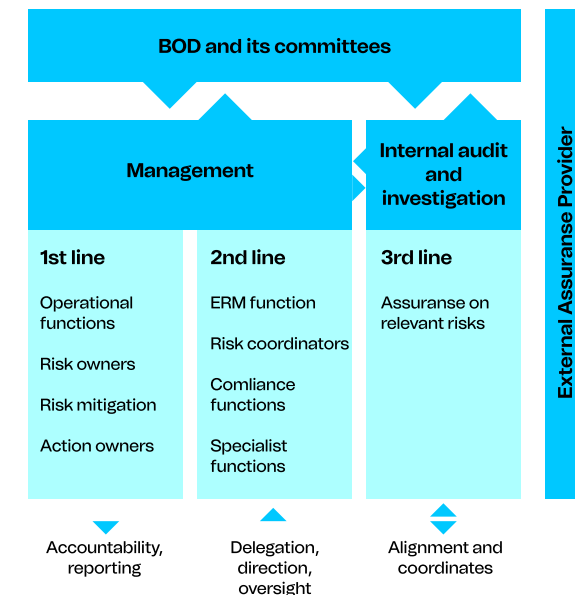 BOD and its committees
Management
Internal audit
and
investigation
1st line
Operational
functions
Risk owners
Risk mitigation
Action owners
2nd line
ERM function
Risk coordinators
Comliance
functions
Specialist
functions
3rd line
Assuranse on
relevant risks
External Assuranse Provider
Accountability,
reporting
Delegation,
direction,
oversight
Alignment and
coordinates